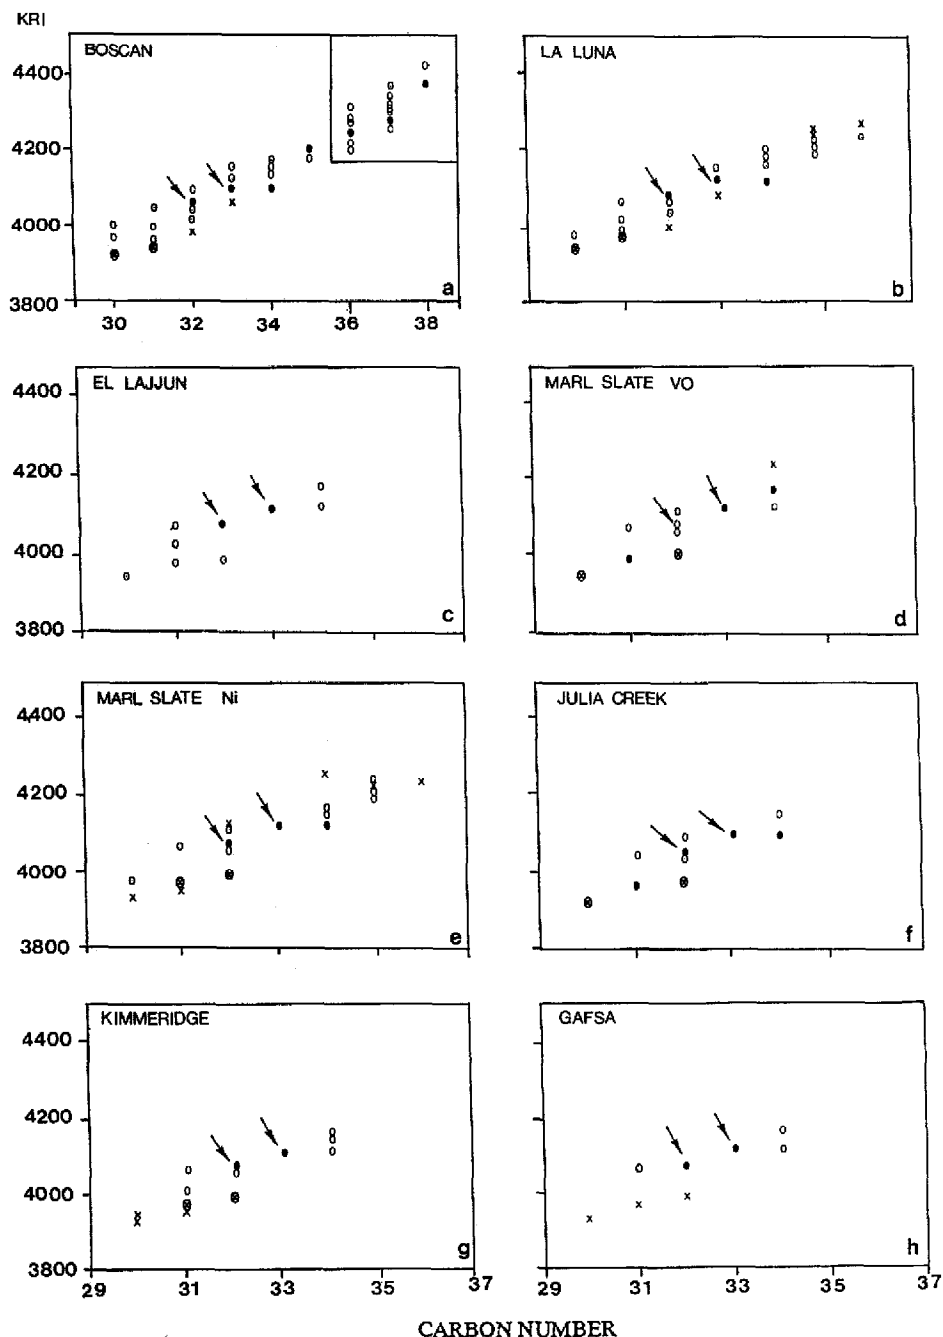 KRI
BOSCAN
LA LUNA
4400
4200
4000
3800
a
b
30 32 34 36 38
EL LAJJUN
MARL SLATE VO
4400
4200
4000
3800
c
d
MARL SLATE Ni
JULIA CREEK
4400
4200
4000
3800
e
f
KIMMERIDGE
GAFSA
4400
4200
4000
3800
g
h
29 31 33 35 37
29 31 33 35 37
CARBON NUMBER